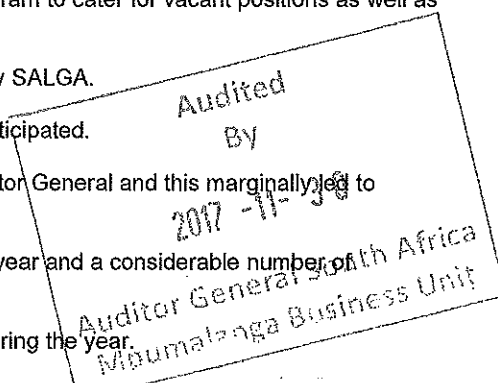 ram to cater for vacant positions as well as
y SALGA.
ticipated.
tor General and this marginally led to
year and a considerable number of
ring the year.
Audited
By
2017 -11- 30
Auditor General South Africa
Mpumalanga Business Unit